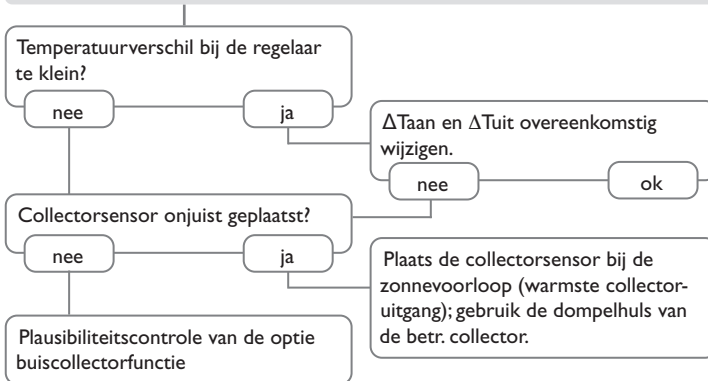 Temperatuurverschil bij de regelaar
te klein?
nee
ja
ΔTaan en ΔTuit overeenkomstig
wijzigen.
nee
ok
Collectorsensor onjuist geplaatst?
nee
ja
Plaats de collectorsensor bij de
zonnevoorloop (warmste collector-
uitgang); gebruik de dompelhuls van
de betr. collector.
Plausibiliteitscontrole van de optie
buiscollectorfunctie